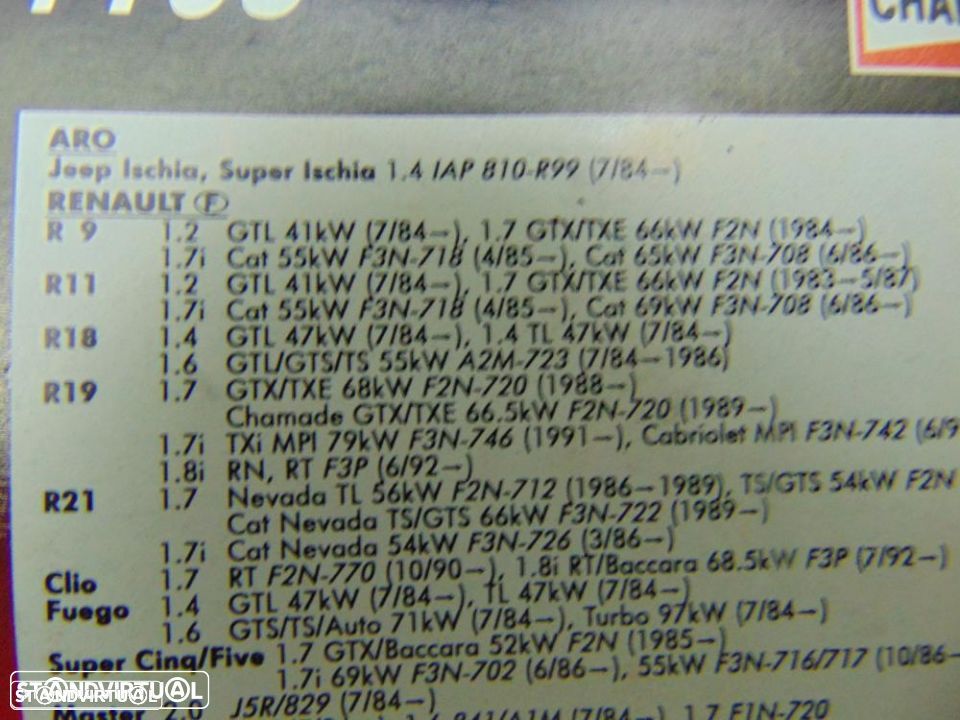 ARO
Jeep Ischia, Super Ischia 1.4 IAP 810-R99 (7/84–)
RENAULT (F)
R 9 1.2 GTL 41kW (7/84–), 1.7 GTX/TXE 66kW F2N (1984–)
1.7i Cat 55kW F3N-718 (4/85–), Cat 65kW F3N-708 (6/86–)
R11 1.2 GTL 41kW (7/84–), 1.7 GTX/TXE 66kW F2N (1983–5/87)
1.7i Cat 55kW F3N-718 (4/85–), Cat 69kW F3N-708 (6/86–)
R18 1.4 GTL 47kW (7/84–), 1.4 TL 47kW (7/84–)
1.6 GTL/GTS/TS 55kW A2M-723 (7/84–1986)
R19 1.7 GTX/TXE 68kW F2N-720 (1988–)
Chamade GTX/TXE 66.5kW F2N-720 (1989–)
1.7i TXi MPI 79kW F3N-746 (1991–), Cabriolet MPI F3N-742 (6/9
1.8i RN, RT F3P (6/92–)
R21 1.7 Nevada TL 56kW F2N-712 (1986–1989), TS/GTS 54kW F2N
Cat Nevada TS/GTS 66kW F3N-722 (1989–)
1.7i Cat Nevada 54kW F3N-726 (3/86–)
Clio 1.7 RT F2N-770 (10/90–), 1.8i RT/Baccara 68.5kW F3P (7/92–)
Fuego 1.4 GTL 47kW (7/84–), TL 47kW (7/84–)
1.6 GTS/TS/Auto 71kW (7/84–), Turbo 97kW (7/84–)
Super Cinq/Five 1.7 GTX/Baccara 52kW F2N (1985–)
1.7i 69kW F3N-702 (6/86–), 55kW F3N-716/717 (10/86–
Master 2.0 J5R/829 (7/84–)
1.7 F1N-720
STANDVIRTUAL